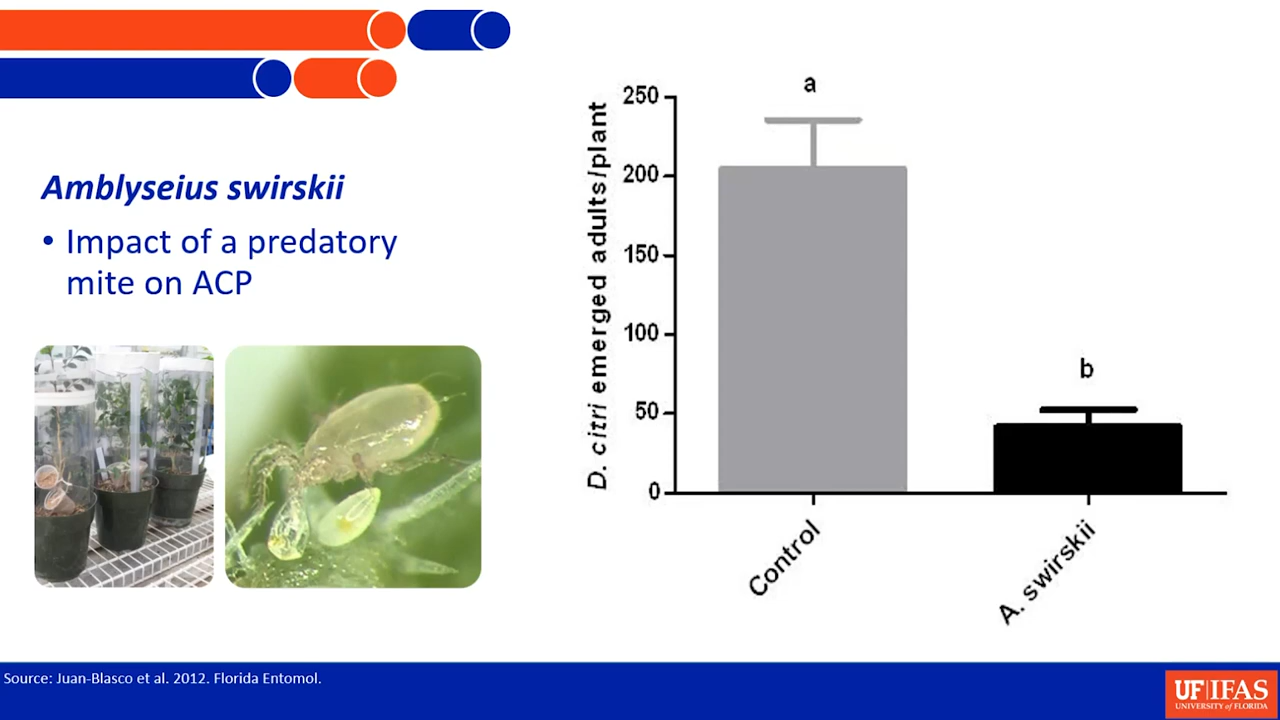 Amblyseius swirskii
• Impact of a predatory
mite on ACP
D. citri emerged adults/plant
250
200
150
100
50
0
a
b
Control
A. swirskii
Source: Juan-Blasco et al. 2012. Florida Entomol.
UF|IFAS
UNIVERSITY of FLORIDA